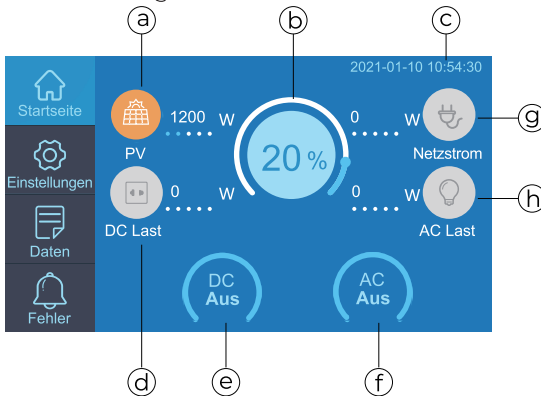 a
b
c
2021-01-10 10:54:30
Startseite
1200 W
0 W
g
PV
20 %
Netzstrom
Einstellungen
0 W
0 W
h
DC Last
AC Last
Daten
DC
Aus
AC
Aus
Fehler
d
e
f